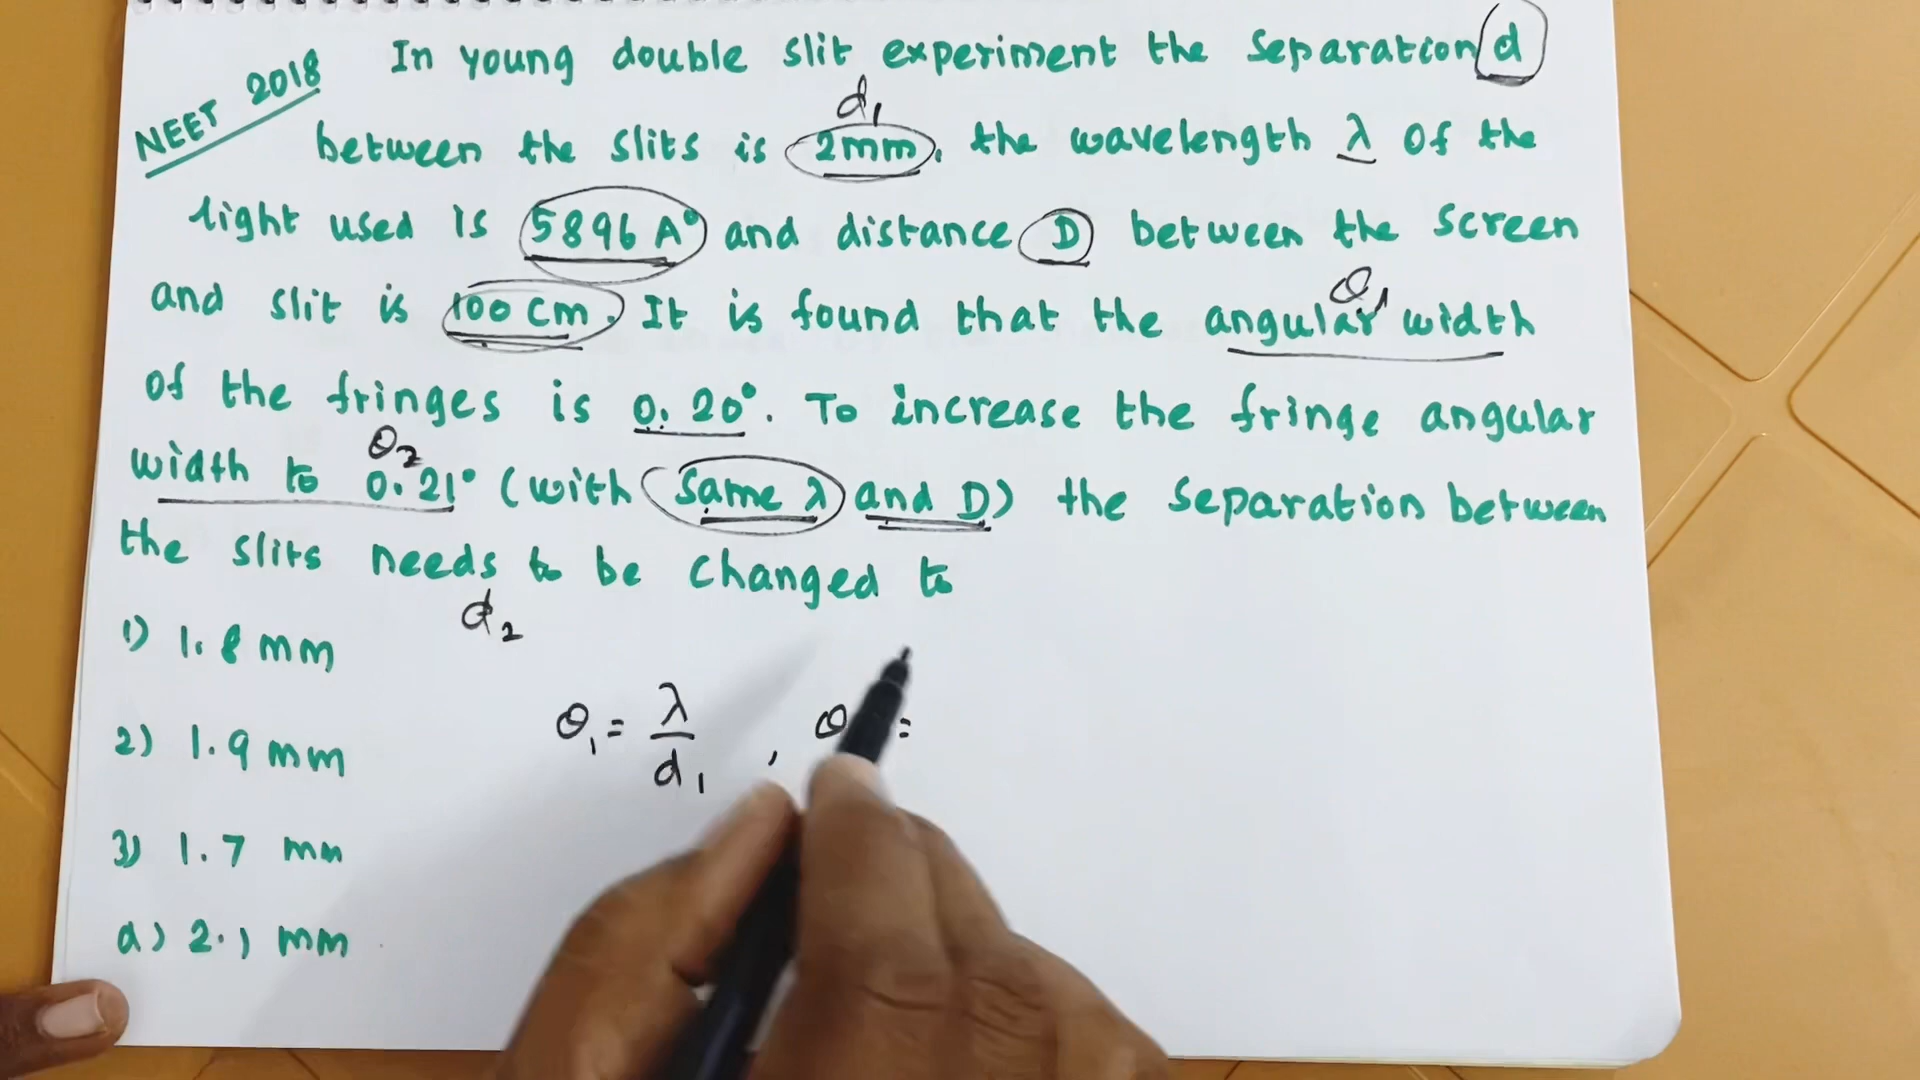 NEET 2018
In young double slit experiment the separation d
d₁
between the slits is 2mm. the wavelength λ of the
light used is 5896 A° and distance D between the screen
and slit is 100 cm. It is found that the angular width
θ₁
of the fringes is 0.20°. To increase the fringe angular
θ₂
width to 0.21° (with same λ and D) the separation between
the slits needs to be changed to
d₂
1) 1.8 mm
θ₁ = λ/d₁ , θ =
2) 1.9 mm
3) 1.7 mm
4) 2.1 mm